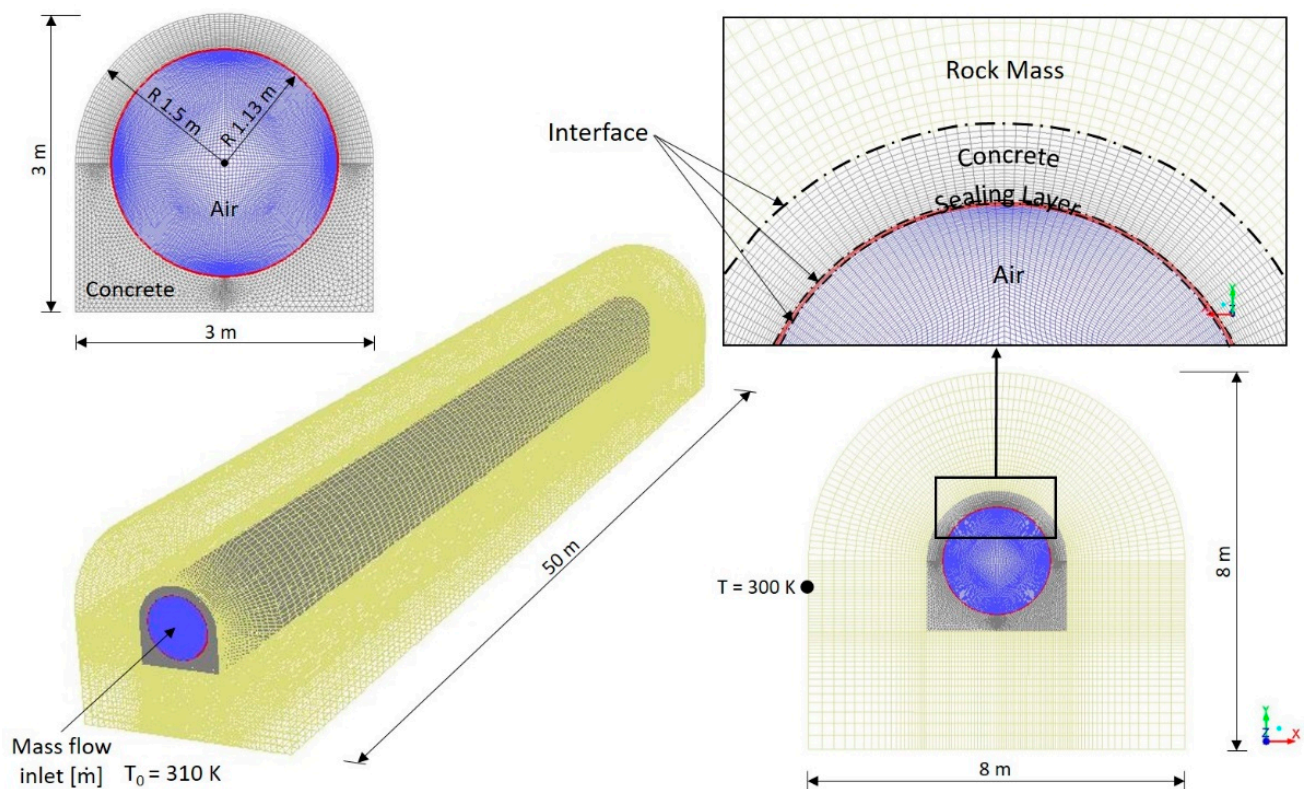 R 1.5 m
R 1.13 m
3 m
Air
Concrete
3 m
Rock Mass
Interface
Concrete
Sealing Layer
Air
Y
X
Z
50 m
T = 300 K
8 m
8 m
Mass flow
inlet [ṁ] T₀ = 310 K
Y
Z
X